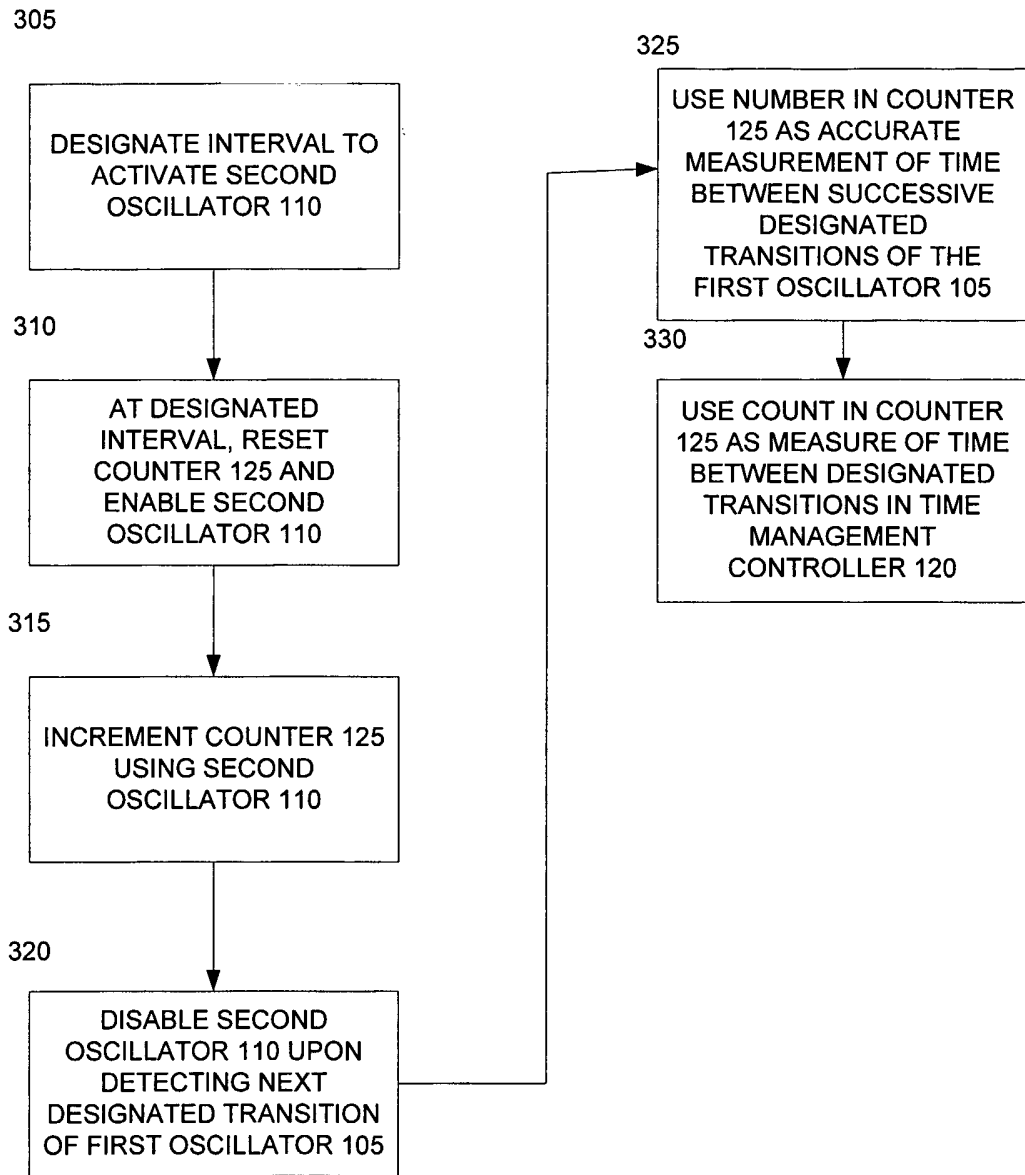 305
DESIGNATE INTERVAL TO
ACTIVATE SECOND
OSCILLATOR 110
310
AT DESIGNATED
INTERVAL, RESET
COUNTER 125 AND
ENABLE SECOND
OSCILLATOR 110
315
INCREMENT COUNTER 125
USING SECOND
OSCILLATOR 110
320
DISABLE SECOND
OSCILLATOR 110 UPON
DETECTING NEXT
DESIGNATED TRANSITION
OF FIRST OSCILLATOR 105
325
USE NUMBER IN COUNTER
125 AS ACCURATE
MEASUREMENT OF TIME
BETWEEN SUCCESSIVE
DESIGNATED
TRANSITIONS OF THE
FIRST OSCILLATOR 105
330
USE COUNT IN COUNTER
125 AS MEASURE OF TIME
BETWEEN DESIGNATED
TRANSITIONS IN TIME
MANAGEMENT
CONTROLLER 120